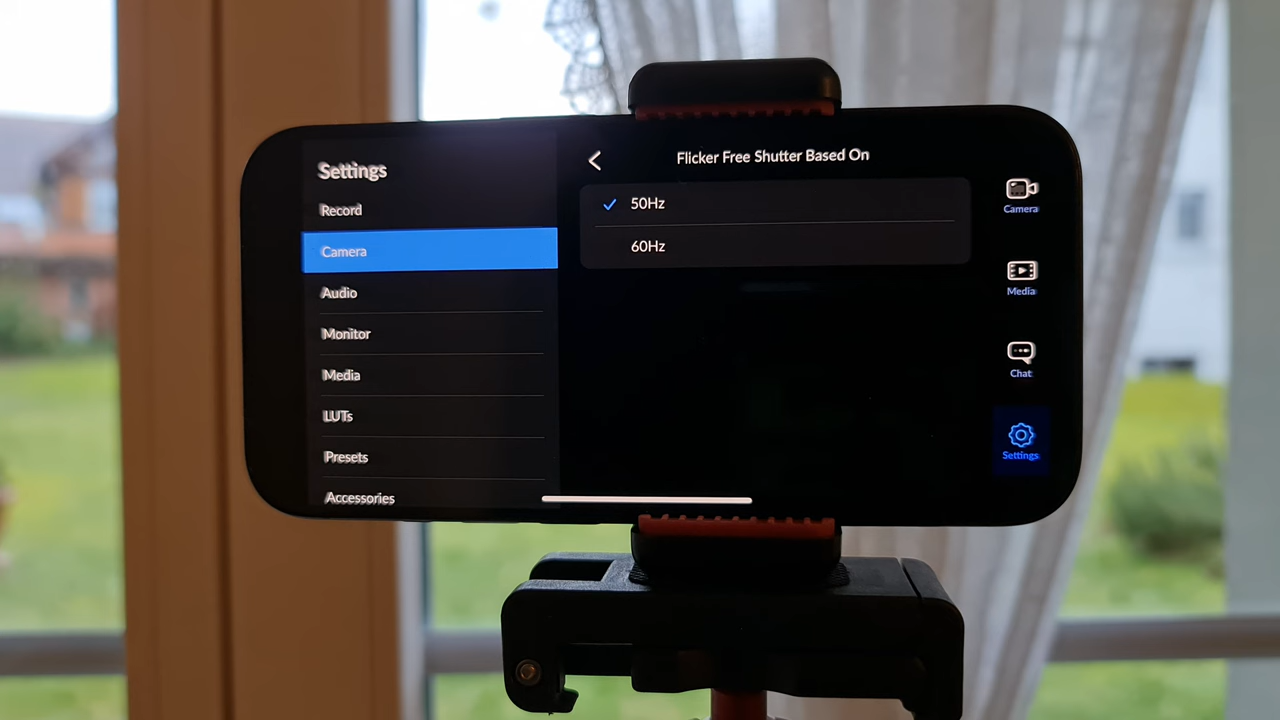 Settings
Record
Camera
Audio
Monitor
Media
LUTs
Presets
Accessories
Flicker Free Shutter Based On
50Hz
60Hz
Camera
Media
Chat
Settings